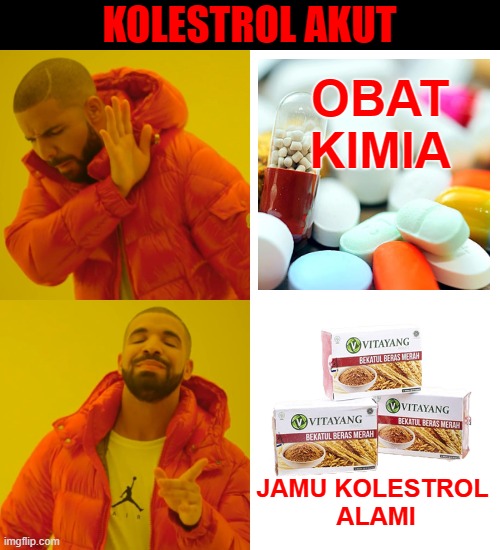 KOLESTROL AKUT
OBAT
KIMIA
VITAYANG
BEKATUL BERAS MERAH
VITAYANG
BEKATUL BERAS MERAH
VITAYANG
BEKATUL BERAS MERAH
JAMU KOLESTROL
ALAMI
imgflip.com